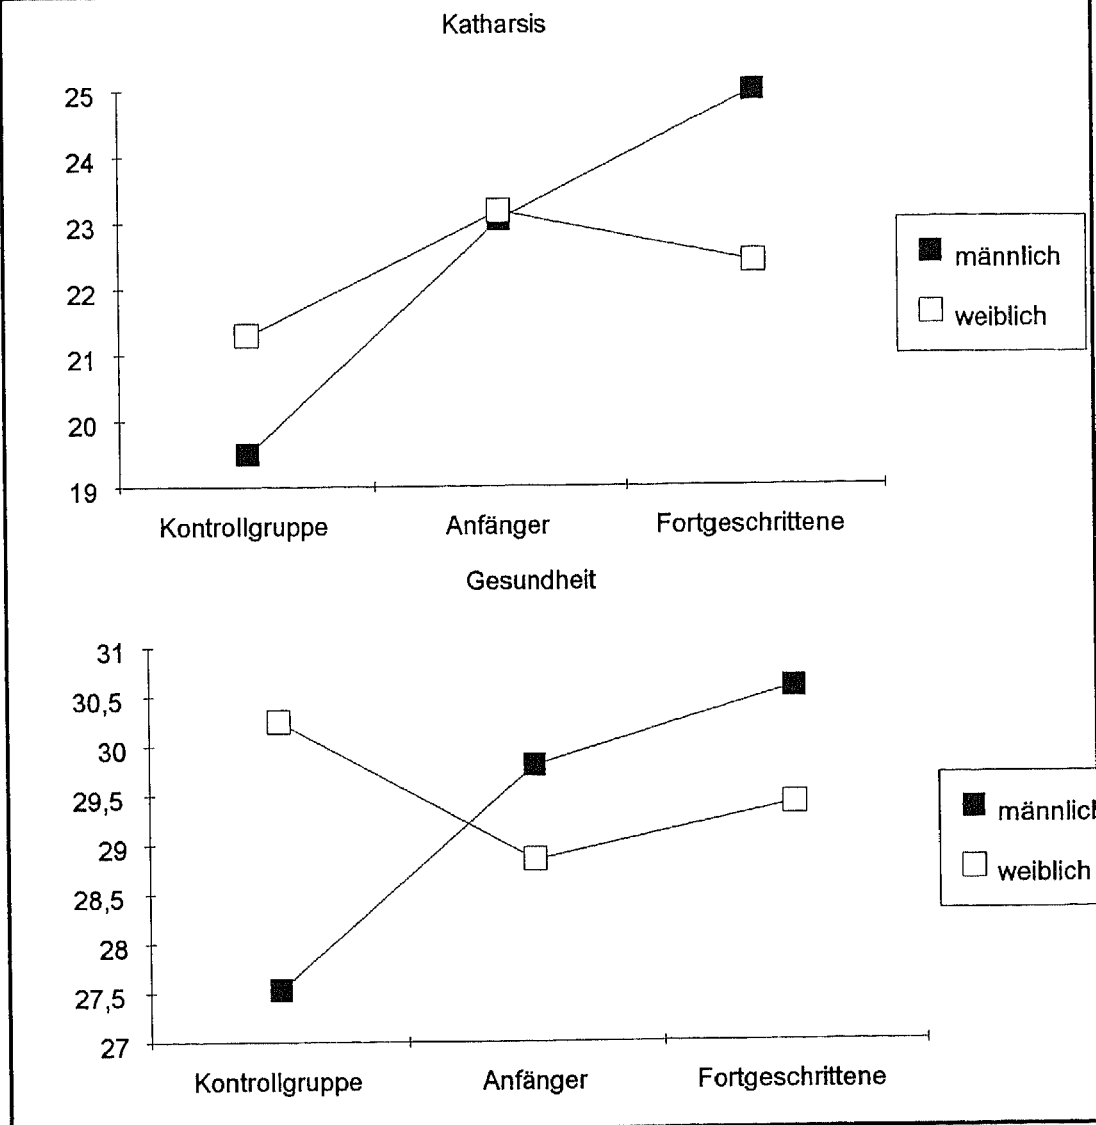 Katharsis
25
24
23
22
21
20
19
Kontrollgruppe Anfänger Fortgeschrittene
männlich
weiblich
Gesundheit
31
30,5
30
29,5
29
28,5
28
27,5
27
Kontrollgruppe Anfänger Fortgeschrittene
männlich
weiblich